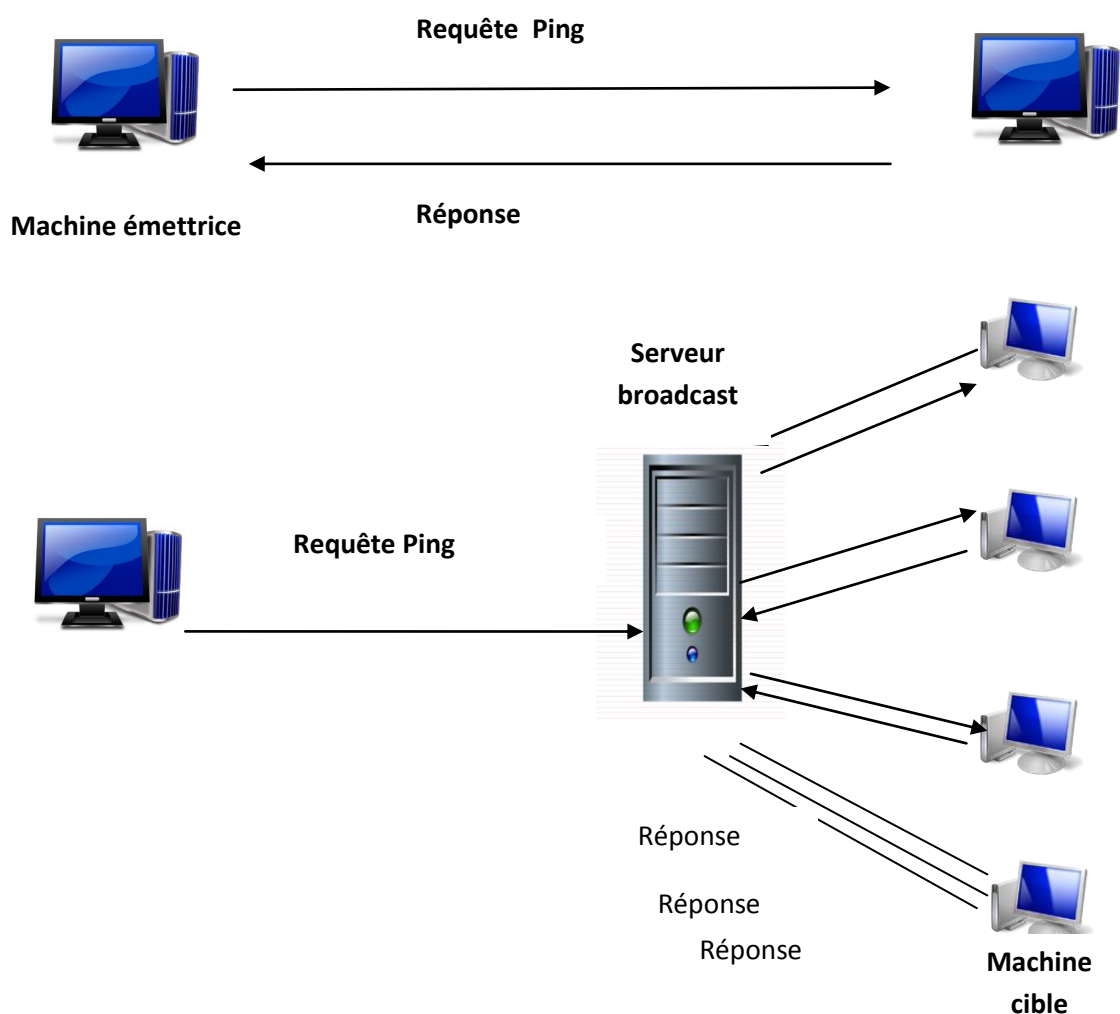 Requête Ping
Machine émettrice
Réponse
Serveur
broadcast
Requête Ping
Réponse
Réponse
Réponse
Machine
cible